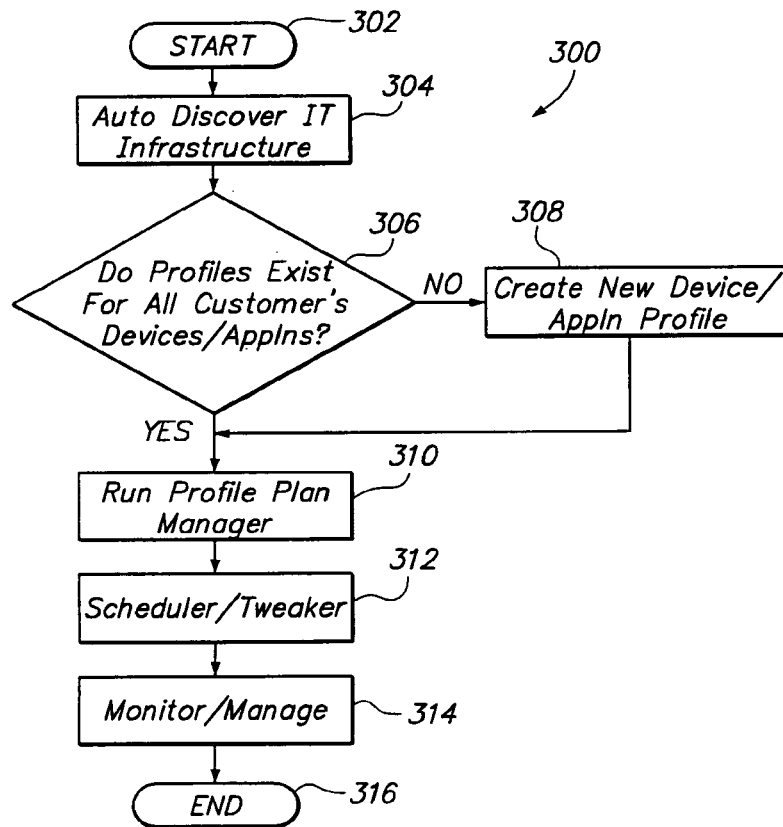 302
START
300
304
Auto Discover IT
Infrastructure
306
308
Do Profiles Exist
For All Customer's
Devices/Applns?
NO
Create New Device/
Appln Profile
YES
310
Run Profile Plan
Manager
312
Scheduler/Tweaker
Monitor/Manage
314
END
316